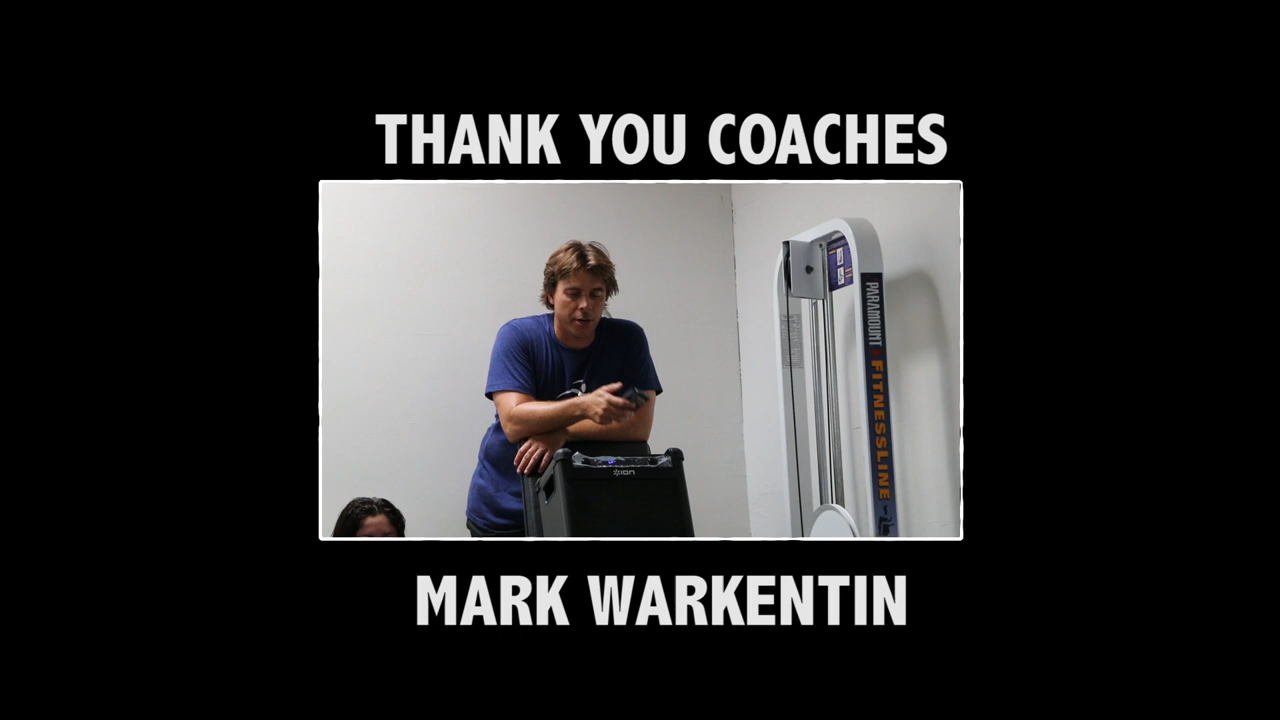 THANK YOU COACHES
PARAMOUNT
FITNESSLINE
ION
MARK WARKENTIN